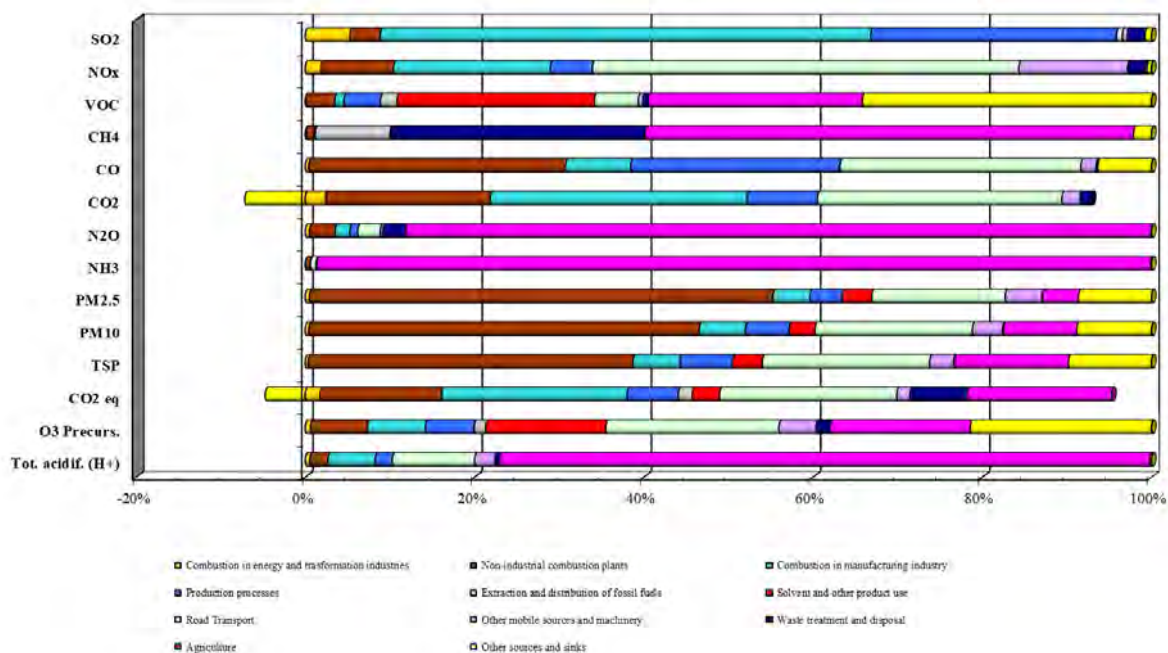 SO2
NOx
VOC
CH4
CO
CO2
N2O
NH3
PM2.5
PM10
TSP
CO2 eq
O3 Precurs.
Tot. acidif. (H+)
-20% 0% 20% 40% 60% 80% 100%
Combustion in energy and trasformation industries Non-industrial combustion plants Combustion in manufacturing industry
Production processes Extraction and distribution of fossil fuels Solvent and other product use
Road Transport Other mobile sources and machinery Waste treatment and disposal
Agriculture Other sources and sinks